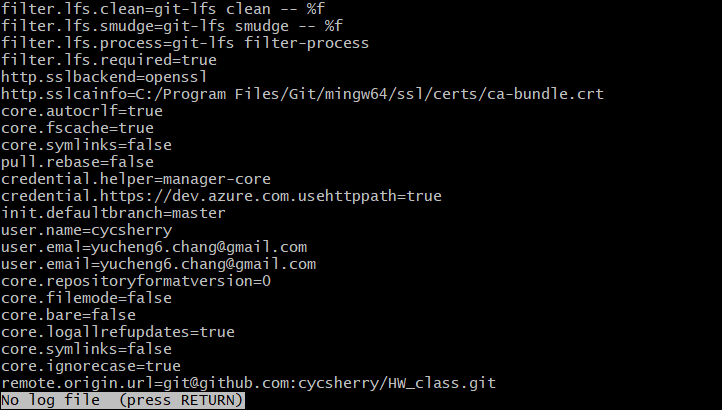 filter.lfs.clean=git-lfs clean -- %f
filter.lfs.smudge=git-lfs smudge -- %f
filter.lfs.process=git-lfs filter-process
filter.lfs.required=true
http.sslbackend=openssl
http.sslcainfo=C:/Program Files/Git/mingw64/ssl/certs/ca-bundle.crt
core.autocrlf=true
core.fscache=true
core.symlinks=false
pull.rebase=false
credential.helper=manager-core
credential.https://dev.azure.com.usehttppath=true
init.defaultbranch=master
user.name=cycsherry
user.emal=yucheng6.chang@gmail.com
user.email=yucheng6.chang@gmail.com
core.repositoryformatversion=0
core.filemode=false
core.bare=false
core.logallrefupdates=true
core.symlinks=false
core.ignorecase=true
remote.origin.url=git@github.com:cycsherry/HW_class.git
No log file  (press RETURN)